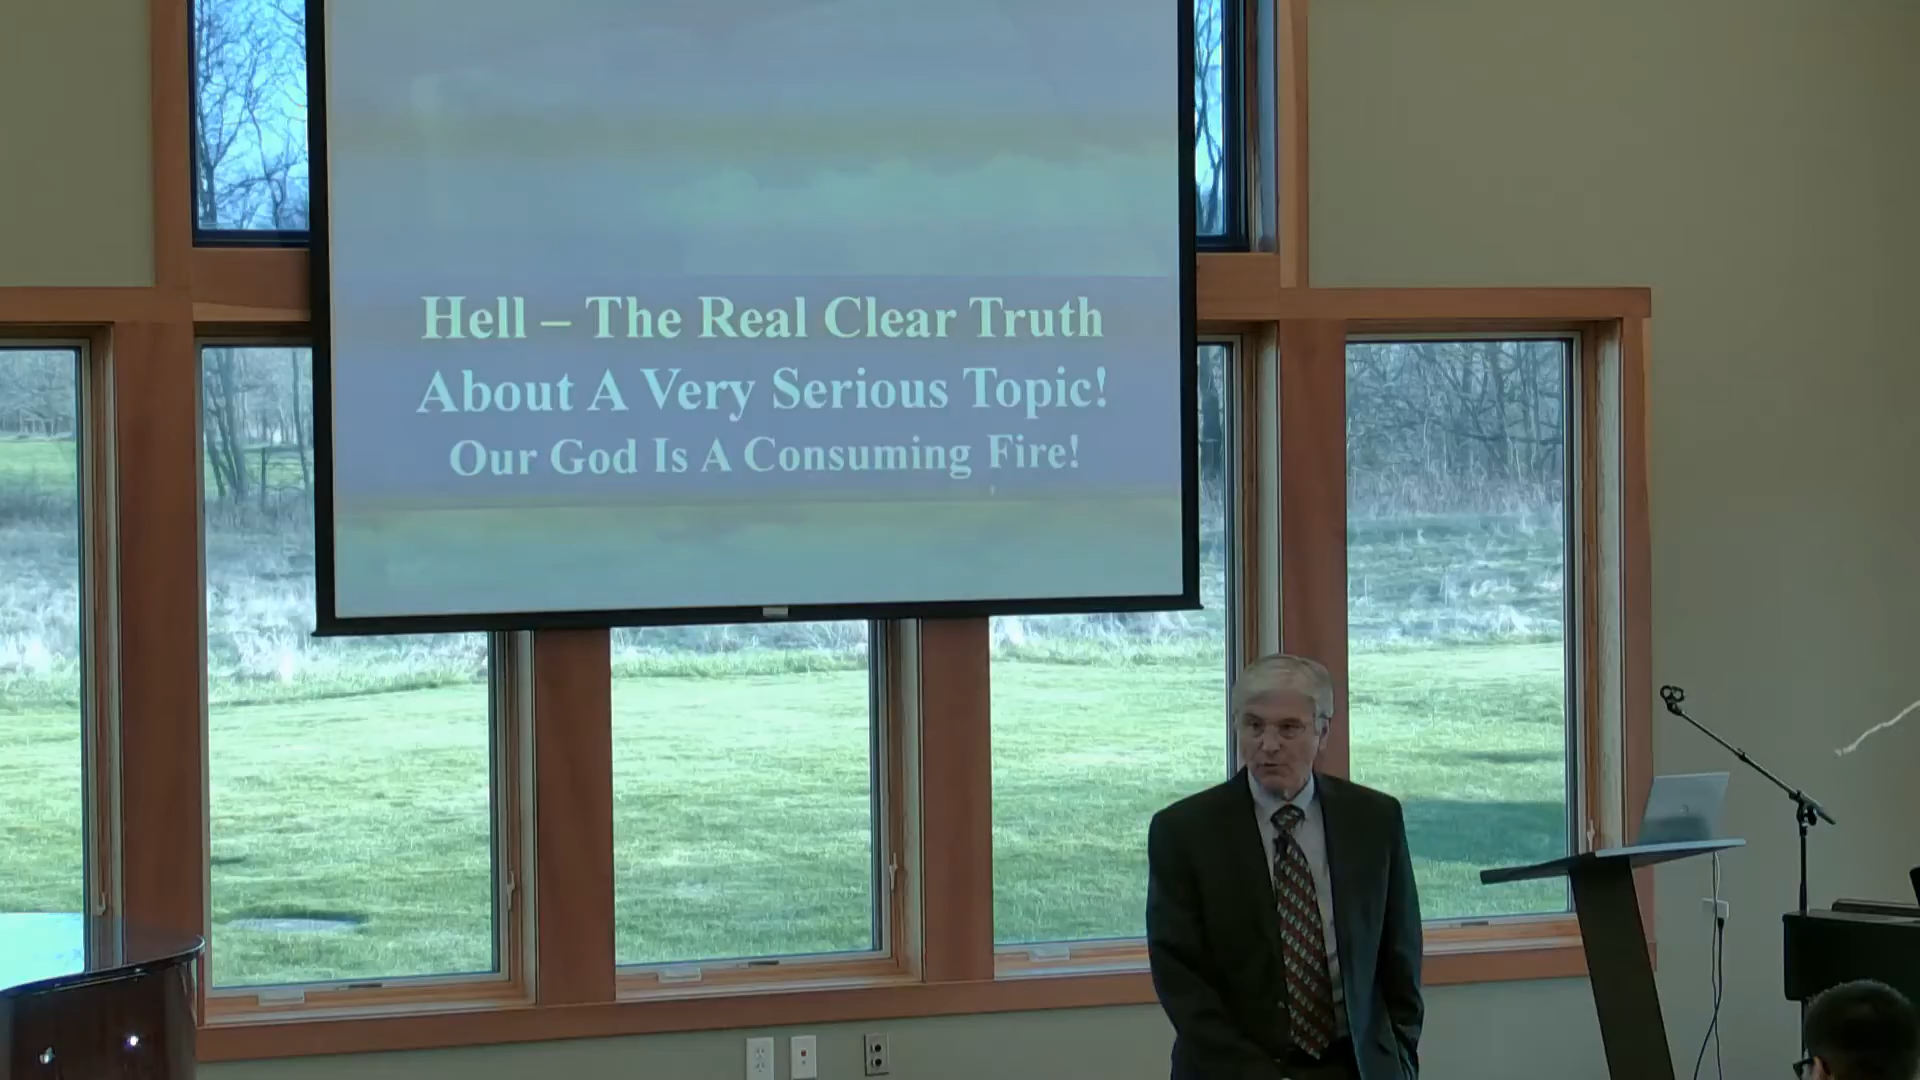 Hell – The Real Clear Truth
About A Very Serious Topic!
Our God Is A Consuming Fire!